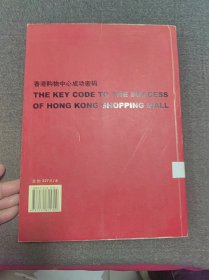 香港购物中心成功密码
THE KEY CODE TO THE SUCCESS
OF HONG KONG SHOPPING MALL